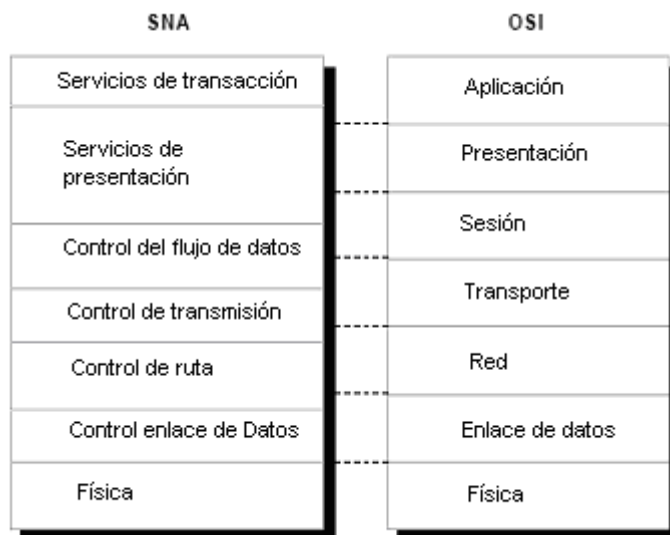 SNA
Servicios de transacción
Servicios de
presentación
Control del flujo de datos
Control de transmisión
Control de ruta
Control enlace de Datos
Física
OSI
Aplicación
Presentación
Sesión
Transporte
Red
Enlace de datos
Física